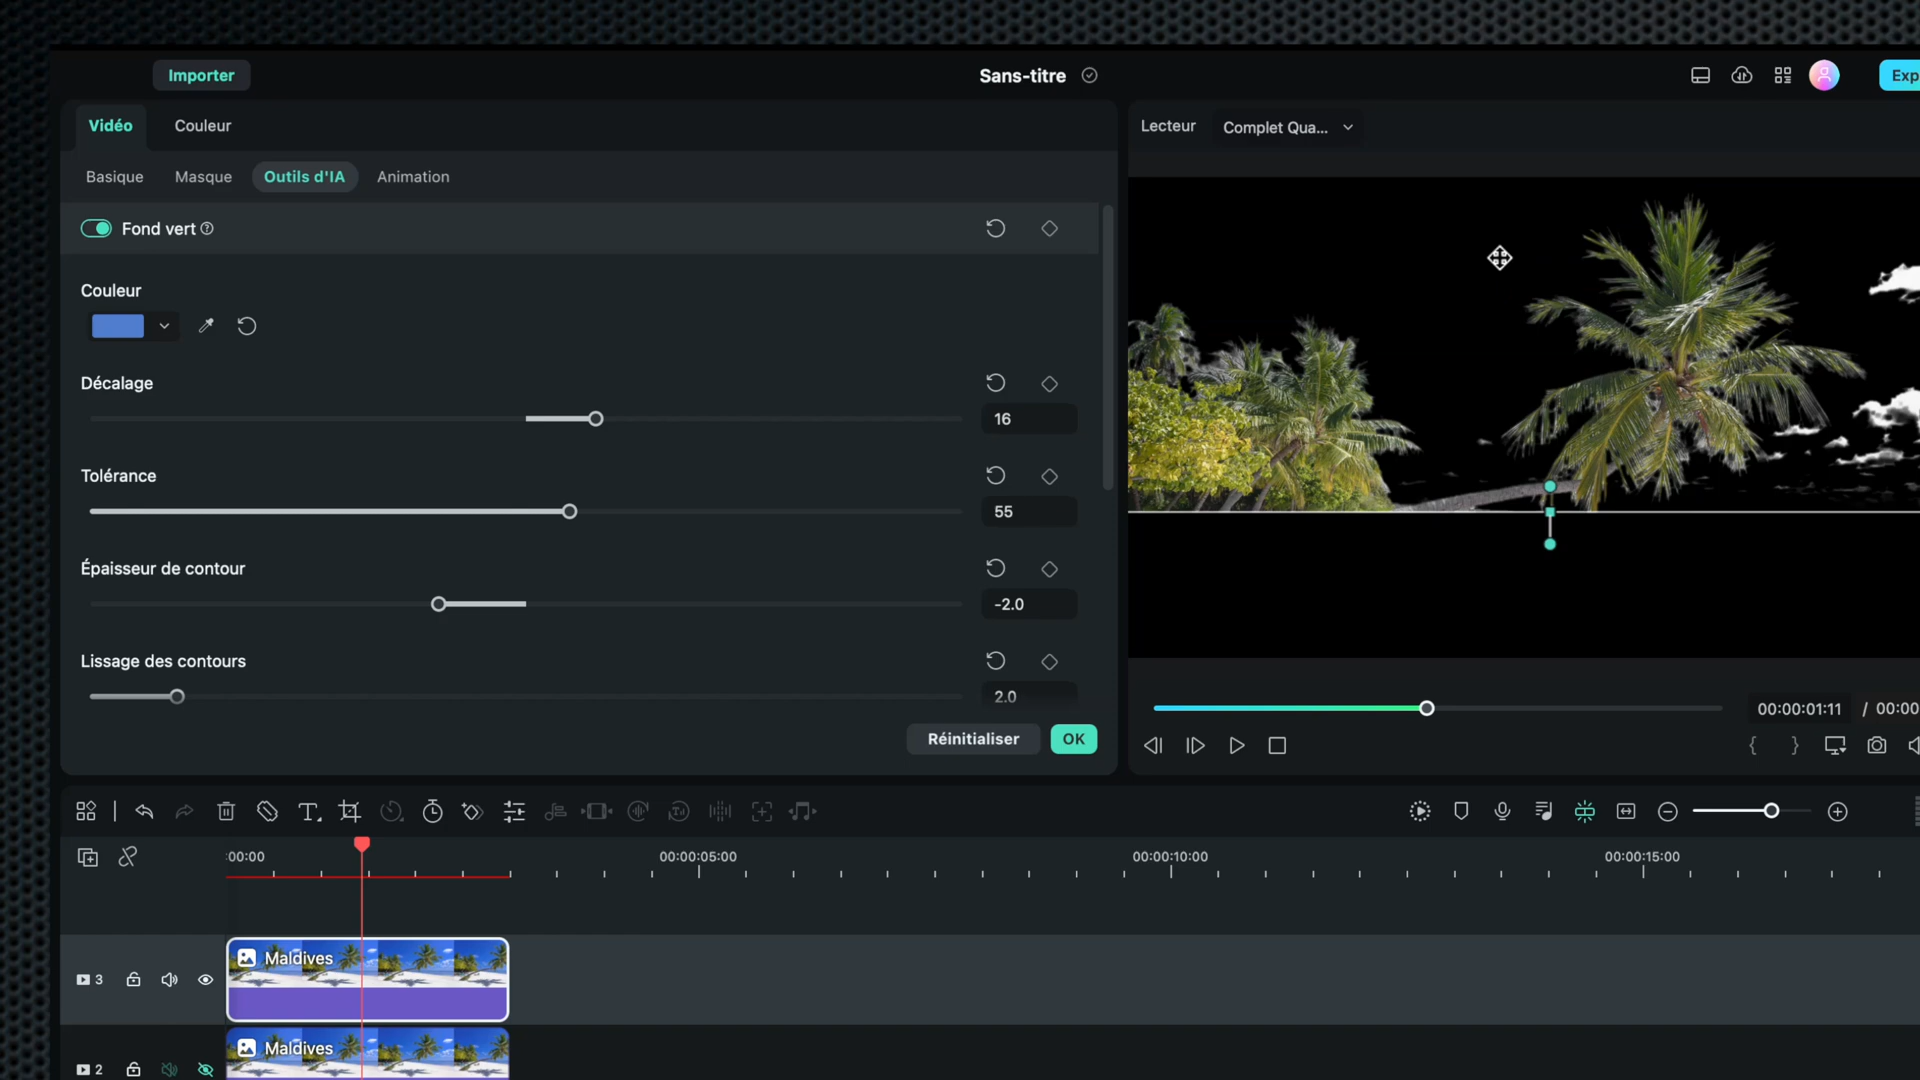 Importer
Sans-titre
Exp
Vidéo
Couleur
Lecteur
Complet Qua...
Basique
Masque
Outils d'IA
Animation
Fond vert
Couleur
Décalage
16
Tolérance
55
Épaisseur de contour
-2.0
Lissage des contours
2.0
00:00:01:11 / 00:00
Réinitialiser
OK
:00:00
00:00:05:00
00:00:10:00
00:00:15:00
3
Maldives
2
Maldives